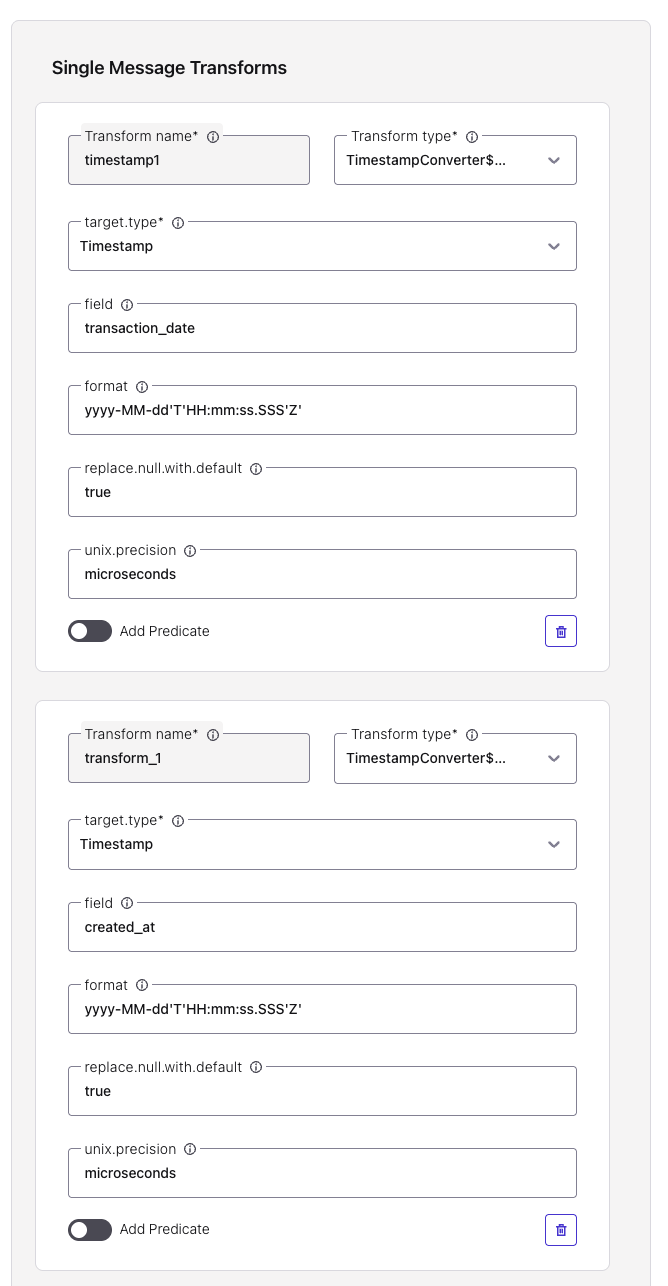 Single Message Transforms
Transform name* Transform type*
timestamp1 TimestampConverter$...
target.type*
Timestamp
field
transaction_date
format
yyyy-MM-dd'T'HH:mm:ss.SSS'Z'
replace.null.with.default
true
unix.precision
microseconds
Add Predicate
Transform name* Transform type*
transform_1 TimestampConverter$...
target.type*
Timestamp
field
created_at
format
yyyy-MM-dd'T'HH:mm:ss.SSS'Z'
replace.null.with.default
true
unix.precision
microseconds
Add Predicate